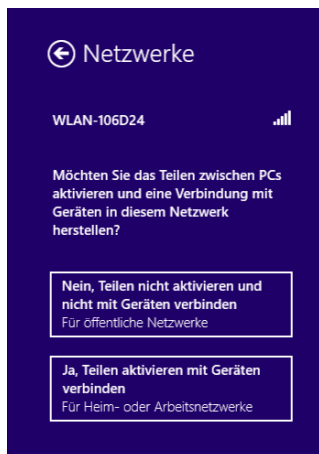 Netzwerke
WLAN-106D24
Möchten Sie das Teilen zwischen PCs
aktivieren und eine Verbindung mit
Geräten in diesem Netzwerk
herstellen?
Nein, Teilen nicht aktivieren und
nicht mit Geräten verbinden
Für öffentliche Netzwerke
Ja, Teilen aktivieren mit Geräten
verbinden
Für Heim- oder Arbeitsnetzwerke